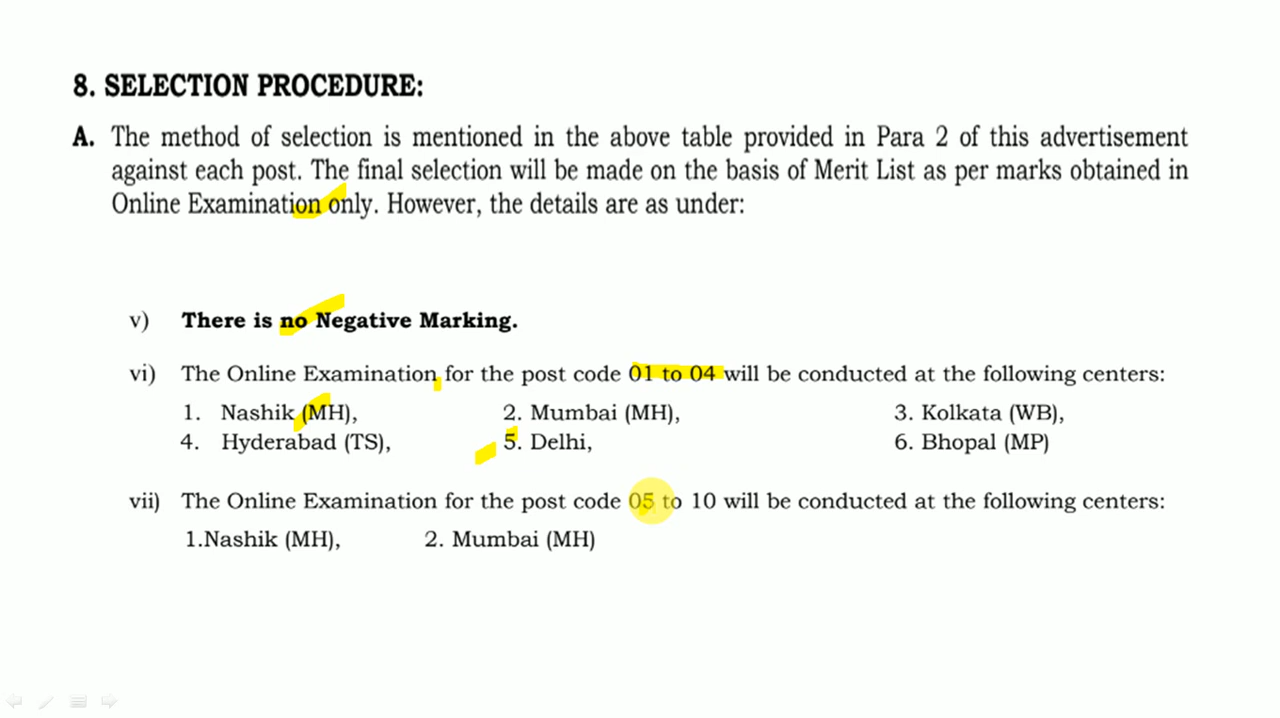 8. SELECTION PROCEDURE:
A. The method of selection is mentioned in the above table provided in Para 2 of this advertisement
against each post. The final selection will be made on the basis of Merit List as per marks obtained in
Online Examination only. However, the details are as under:
v) There is no Negative Marking.
vi) The Online Examination for the post code 01 to 04 will be conducted at the following centers:
1. Nashik (MH), 2. Mumbai (MH), 3. Kolkata (WB),
4. Hyderabad (TS), 5. Delhi, 6. Bhopal (MP)
vii) The Online Examination for the post code 05 to 10 will be conducted at the following centers:
1.Nashik (MH), 2. Mumbai (MH)